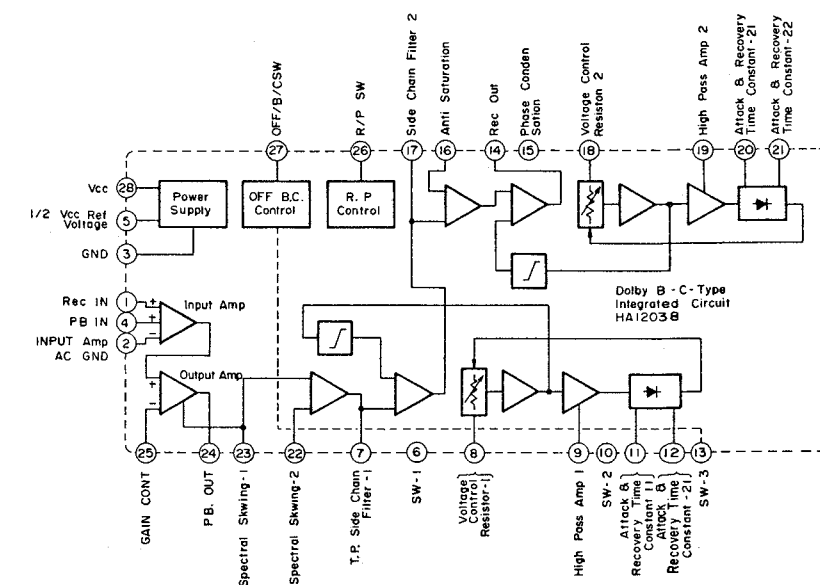 OFF/B/CSW
R/P SW
Side Chain Filter 2
Anti Saturation
Rec Out
Phase Conden
Sation
Voltage Control
Resiston 2
High Pass Amp 2
Attack & Recovery
Time Constant-21
Attack & Recovery
Time Constant-22
27
26
17
16
14
15
18
19
20
21
Vcc
28
1/2 Vcc Ref
Voltage
5
GND
3
Power
Supply
OFF B.C.
Control
R. P
Control
Dolby B-C-Type
Integrated Circuit
HA12038
Rec IN
1
PB IN
4
INPUT Amp
AC GND
2
+
+
−
Input Amp
+
−
Output Amp
25
24
23
22
7
6
8
9
10
11
12
13
GAIN CONT
P.B. OUT
Spectral Skwing-1
Spectral Skwing-2
T.P. Side Chain
Filter-1
SW-1
Voltage
Control
Resistor-1
High Pass Amp 1
SW-2
Attack &
Recovery Time
Constant 11
Attack &
Recovery Time
Constant-21
SW-3